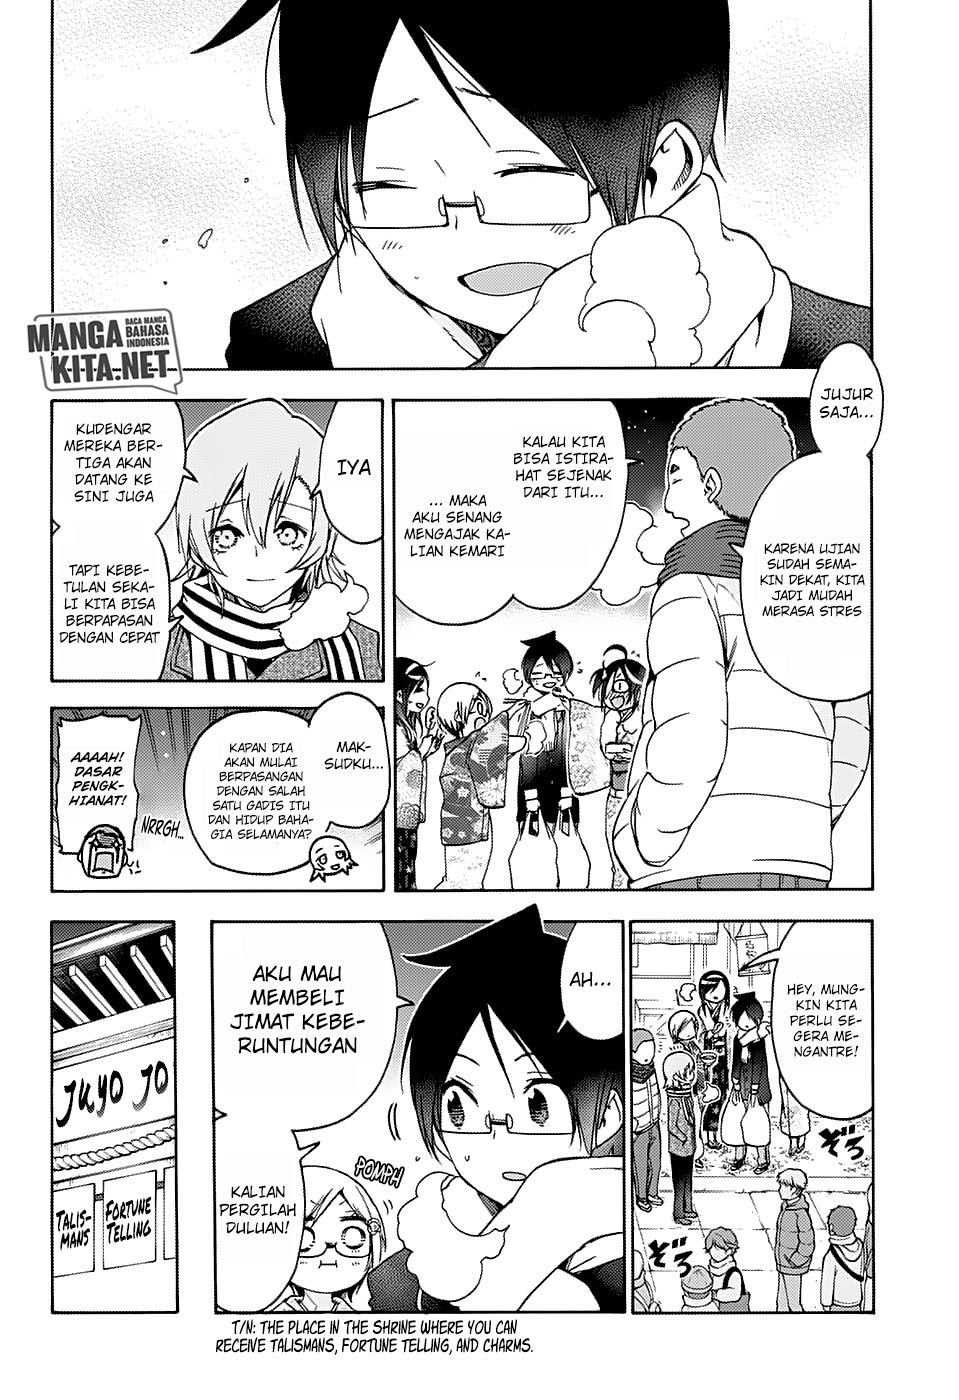 MANGA
KITA.NET
BACA MANGA
BAHASA
INDONESIA
JUJUR
SAJA...
KARENA UJIAN
SUDAH SEMA-
KIN DEKAT, KITA
JADI MUDAH
MERASA STRES
KALAU KITA
BISA ISTIRA-
HAT SEJENAK
DARI ITU...
... MAKA
AKU SENANG
MENGAJAK KA-
LIAN KEMARI
IYA
KUDENGAR
MEREKA BER-
TIGA AKAN
DATANG KE
SINI JUGA
TAPI KEBE-
TULAN SEKA-
LI KITA BISA
BERPAPASAN
DENGAN CEPAT
MAK-
SUDKU...
KAPAN DIA
AKAN MULAI
BERPASANGAN
DENGAN SALAH
SATU GADIS ITU
DAN HIDUP BAHA-
GIA SELAMANYA?
NRRGH...
AAAAH!
DASAR
PENGK-
HIANAT!
HEY, MUNG-
KIN KITA
PERLU SE-
GERA ME-
NGANTRE!
ぞろ
ぞろ
AH...
AKU MAU
MEMBELI
JIMAT KEBE-
RUNTUNGAN
POMPH
KALIAN
PERGILAH
DULUAN!
JUYO JO
TALIS-
MANS
FORTUNE
TELLING
T/N: THE PLACE IN THE SHRINE WHERE YOU CAN
RECEIVE TALISMANS, FORTUNE TELLING, AND CHARMS.